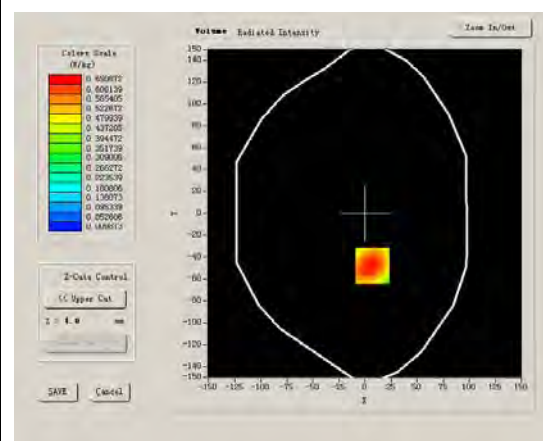 Volume Radiated Intensity
Zoom In/Out
Colors Scale
(W/kg)
0.650872
0.608139
0.565405
0.522672
0.479939
0.437205
0.394472
0.351739
0.309006
0.266272
0.223539
0.180806
0.138073
0.095339
0.052606
Z-Cuts Control
<< Upper Cut
mm
SAVE
Cancel
150
140
120
100
80
60
40
20
0
-20
-40
-60
-80
-100
-120
-140
-150
Y
-150 -125 -100 -75 -50 -25 0 25 50 75 100 125 150
X